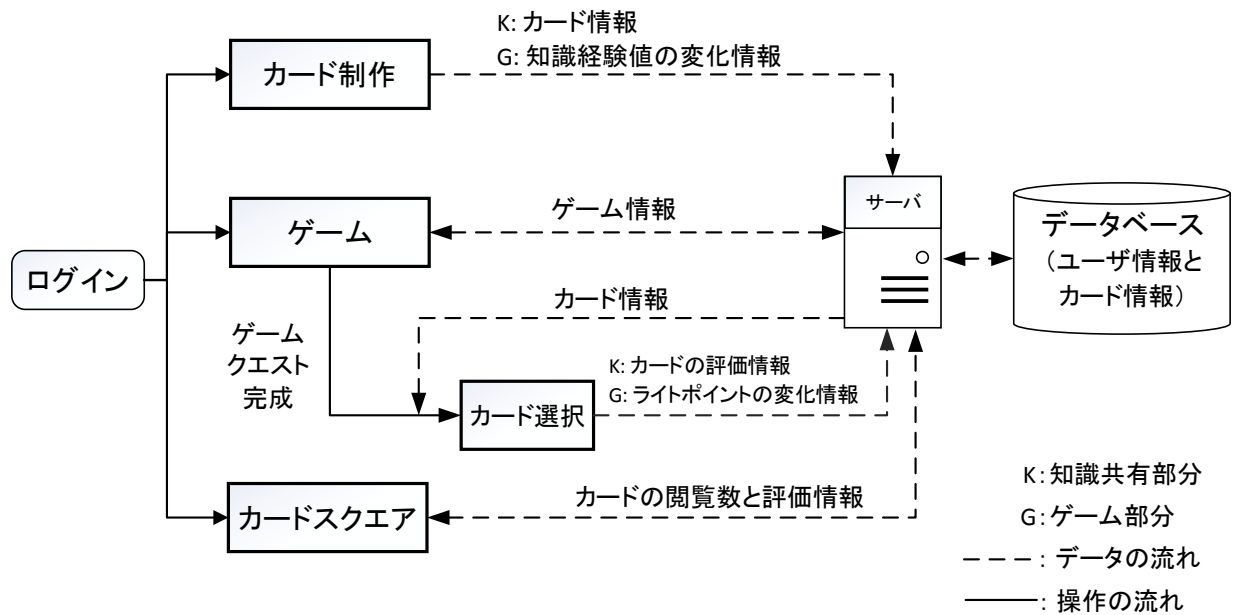 K: カード情報
G: 知識経験値の変化情報
カード制作
サーバ
ゲーム情報
ゲーム
データベース
（ユーザ情報と
カード情報）
ログイン
カード情報
ゲーム
クエスト
完成
K: カードの評価情報
G: ライトポイントの変化情報
カード選択
カードの閲覧数と評価情報
カードスクエア
K: 知識共有部分
G: ゲーム部分
: データの流れ
: 操作の流れ